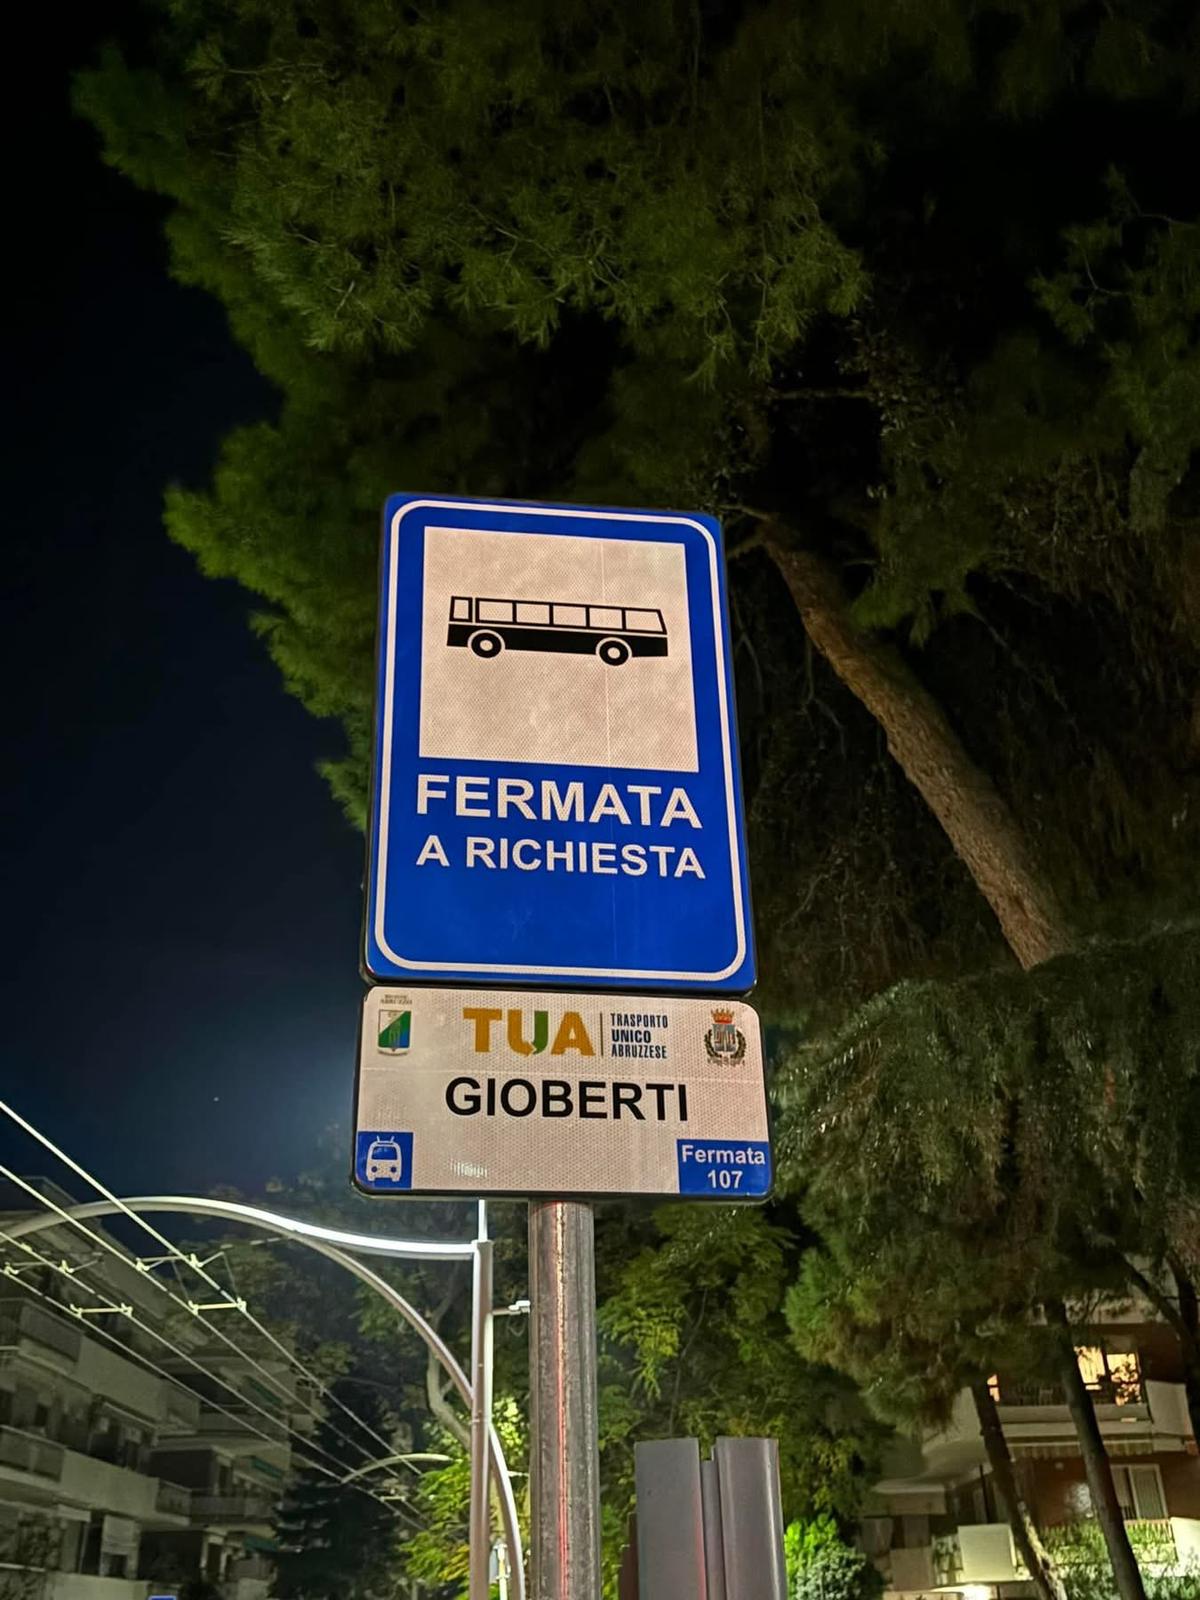 FERMATA
A RICHIESTA
TUA
TRASPORTO
UNICO
ABRUZZESE
GIOBERTI
Fermata
107